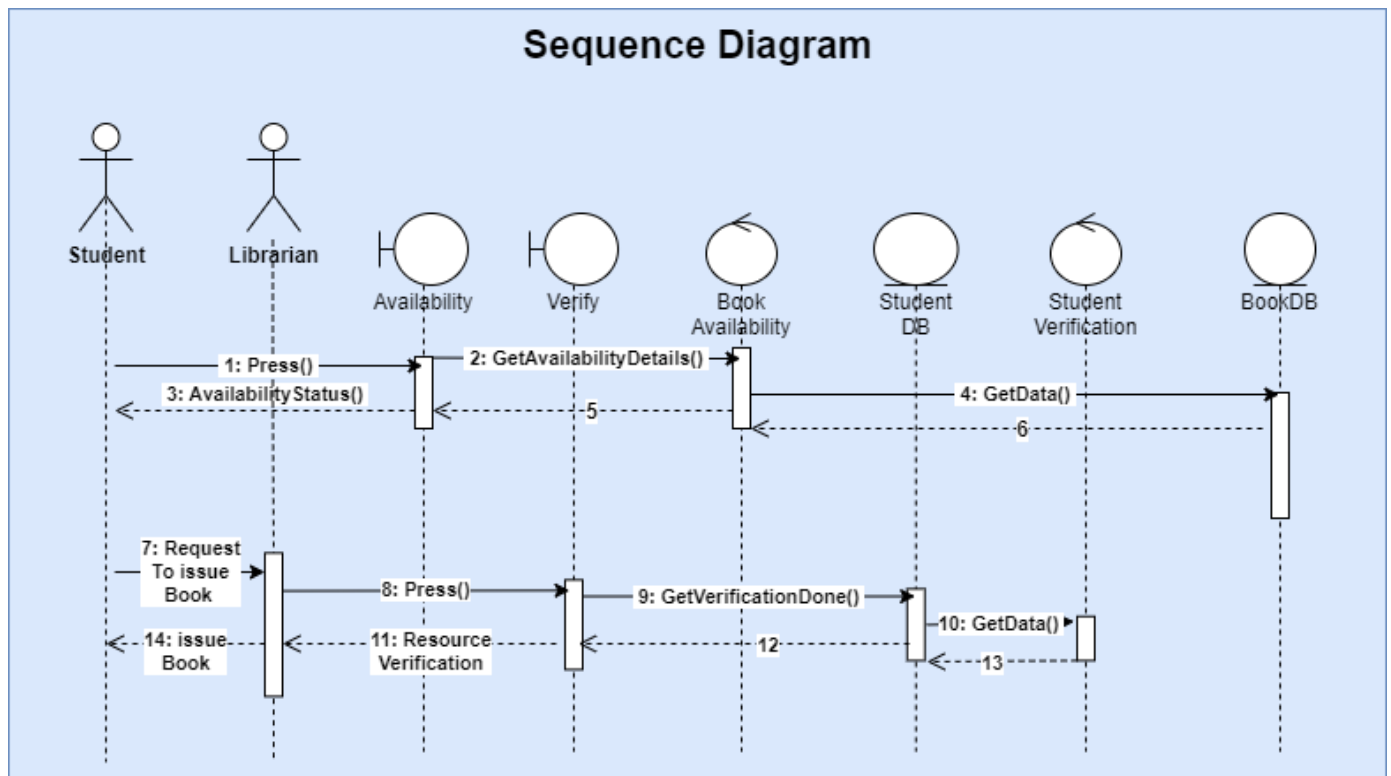 Sequence Diagram
Student
Librarian
Availability
Verify
Book
Availability
Student
DB
Student
Verification
BookDB
1: Press()
2: GetAvailabilityDetails()
3: AvailabilityStatus()
4: GetData()
5
6
7: Request
To issue
Book
8: Press()
9: GetVerificationDone()
10: GetData()
14: issue
Book
11: Resource
Verification
12
13